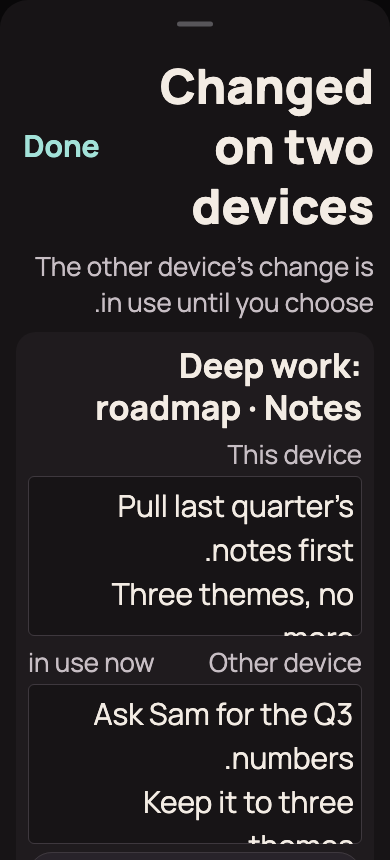 Changed
on two
devices
Done
The other device's change is
in use until you choose.
Deep work:
roadmap · Notes
This device
Pull last quarter's
notes first.
Three themes, no
more
Other device
in use now
Ask Sam for the Q3
numbers.
Keep it to three
themes